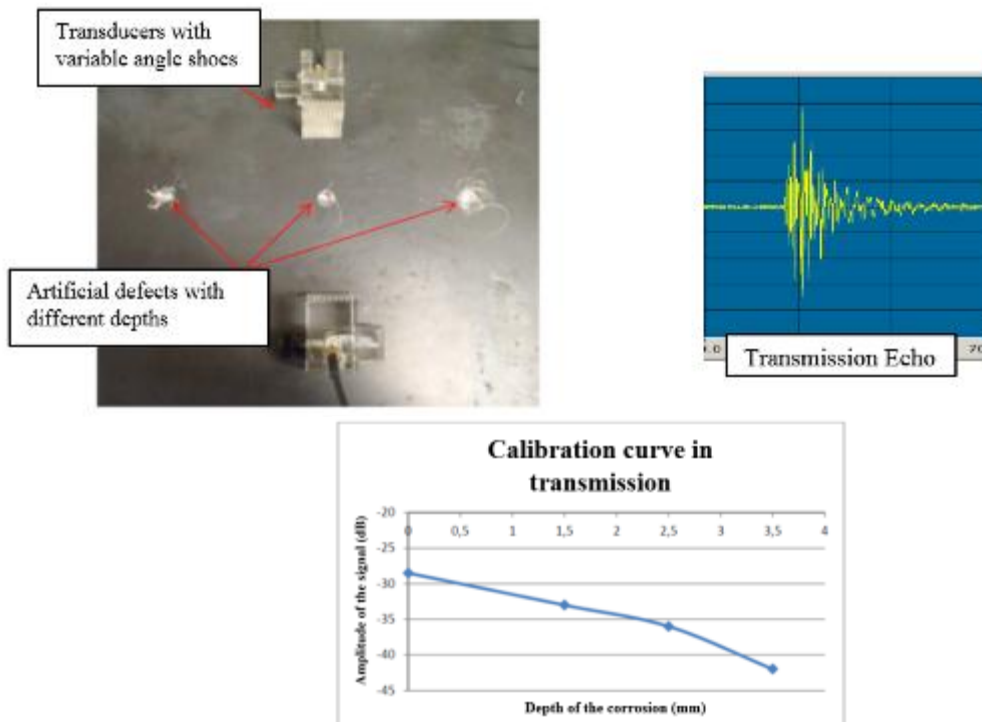 Transducers with
variable angle shoes
Artificial defects with
different depths
70
Transmission Echo
Calibration curve in
transmission
Amplitude of the signal (dB)
-20
-25
-30
-35
-40
-45
0
0,5
1
1,5
2
2,5
3
3,5
4
Depth of the corrosion (mm)